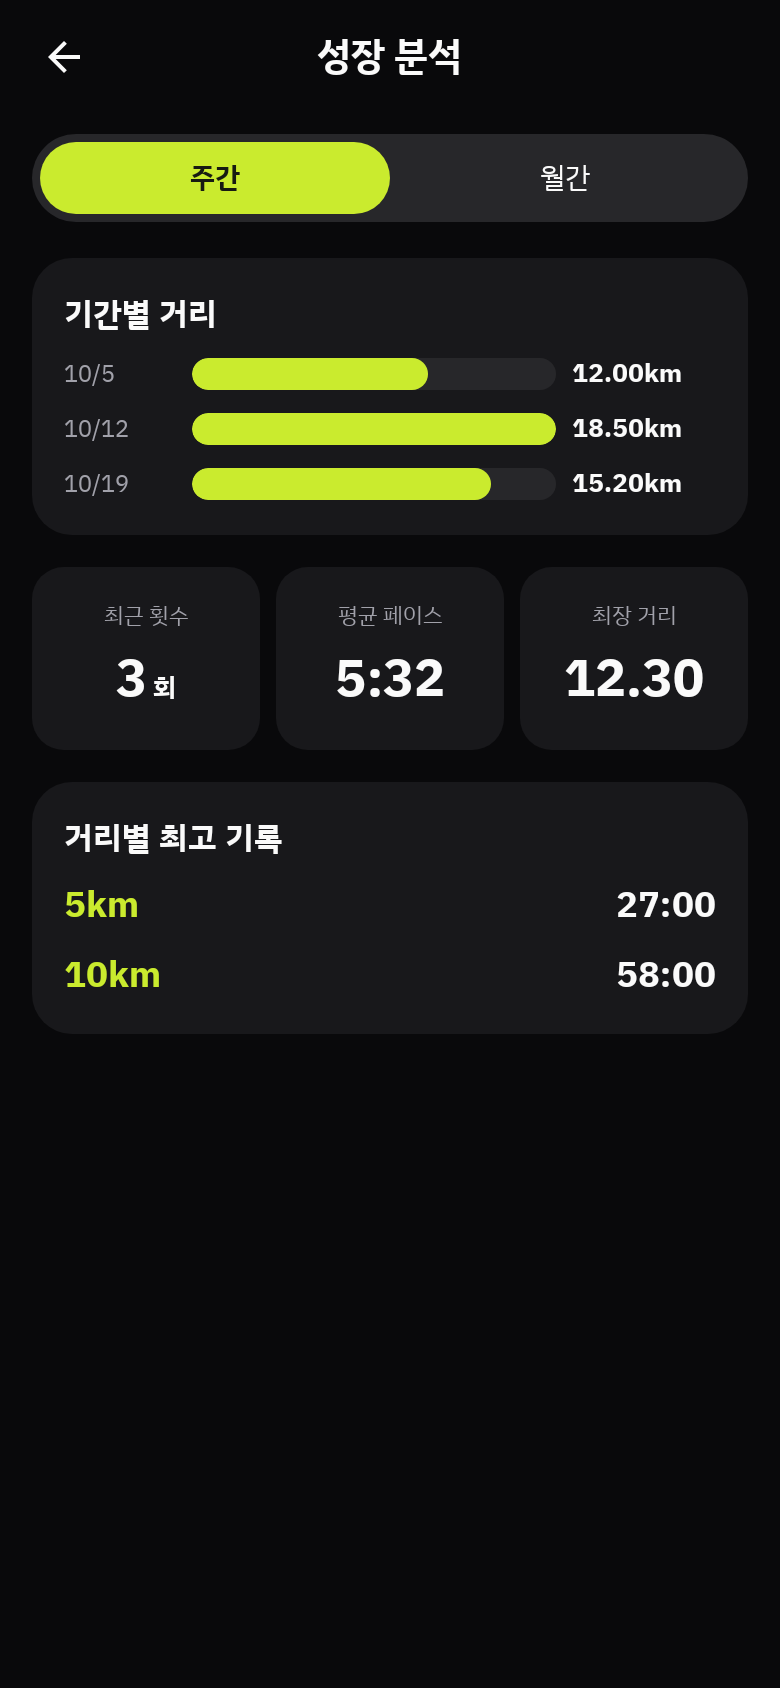 성장 분석
주간 월간
기간별 거리
10/5 12.00km
10/12 18.50km
10/19 15.20km
최근 횟수 평균 페이스 최장 거리
3 회 5:32 12.30
거리별 최고 기록
5km 27:00
10km 58:00